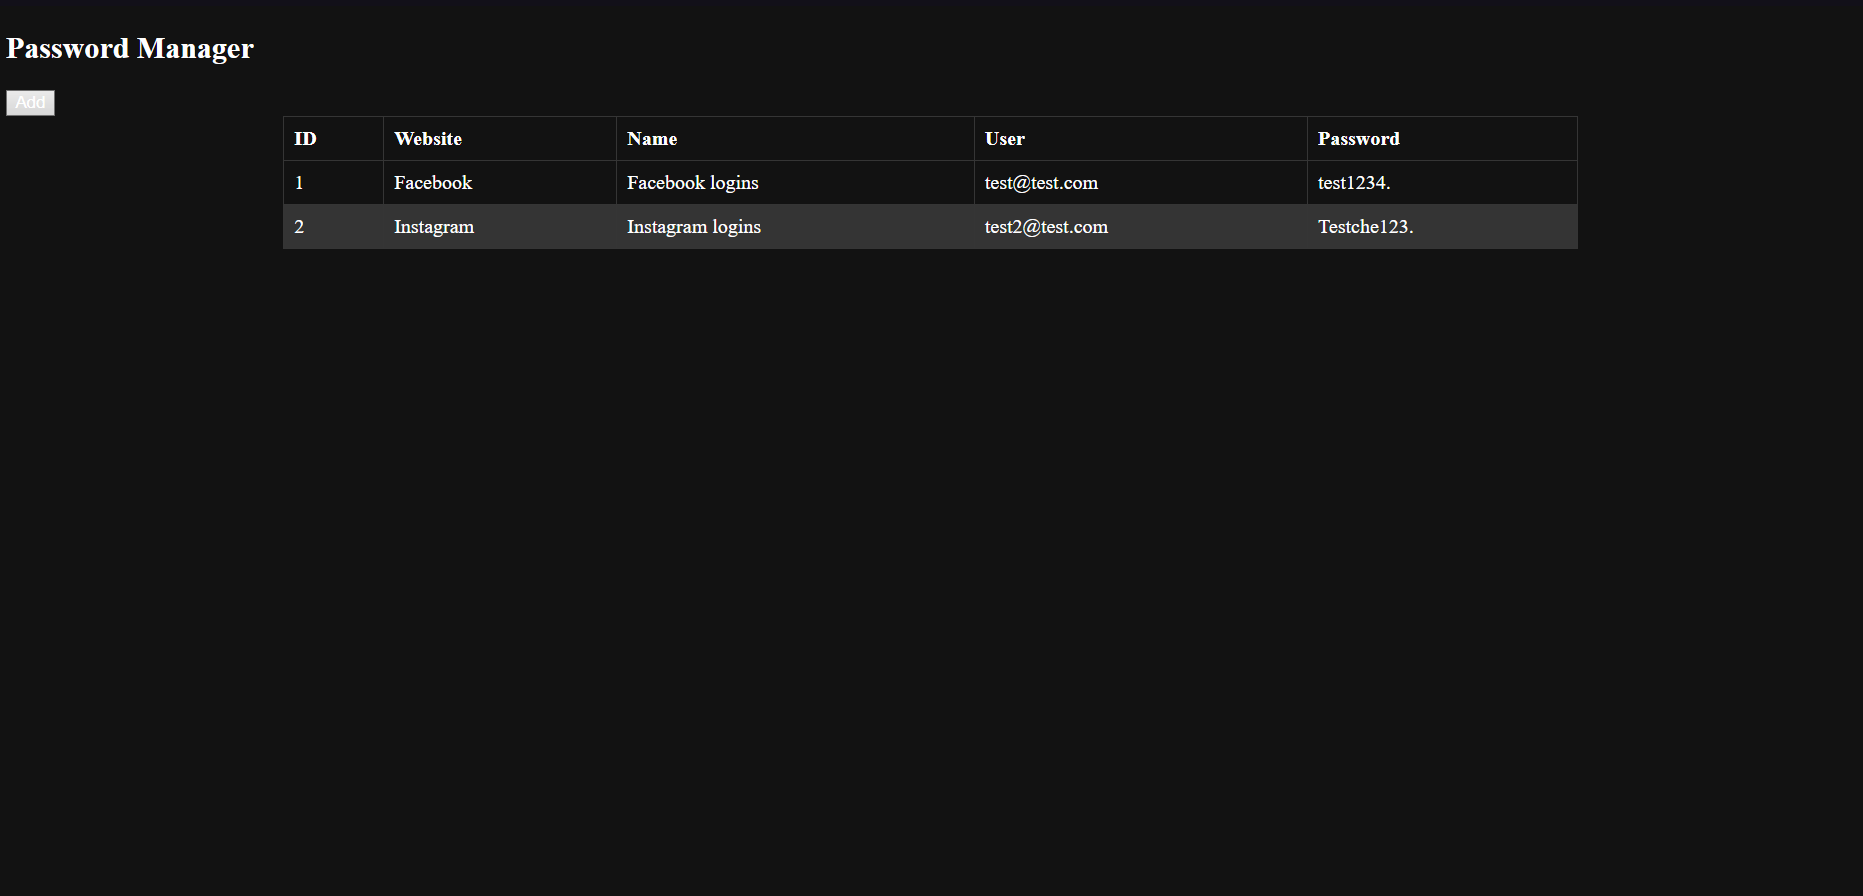 Password Manager
Add
ID Website Name User Password
1 Facebook Facebook logins test@test.com test1234.
2 Instagram Instagram logins test2@test.com Testche123.